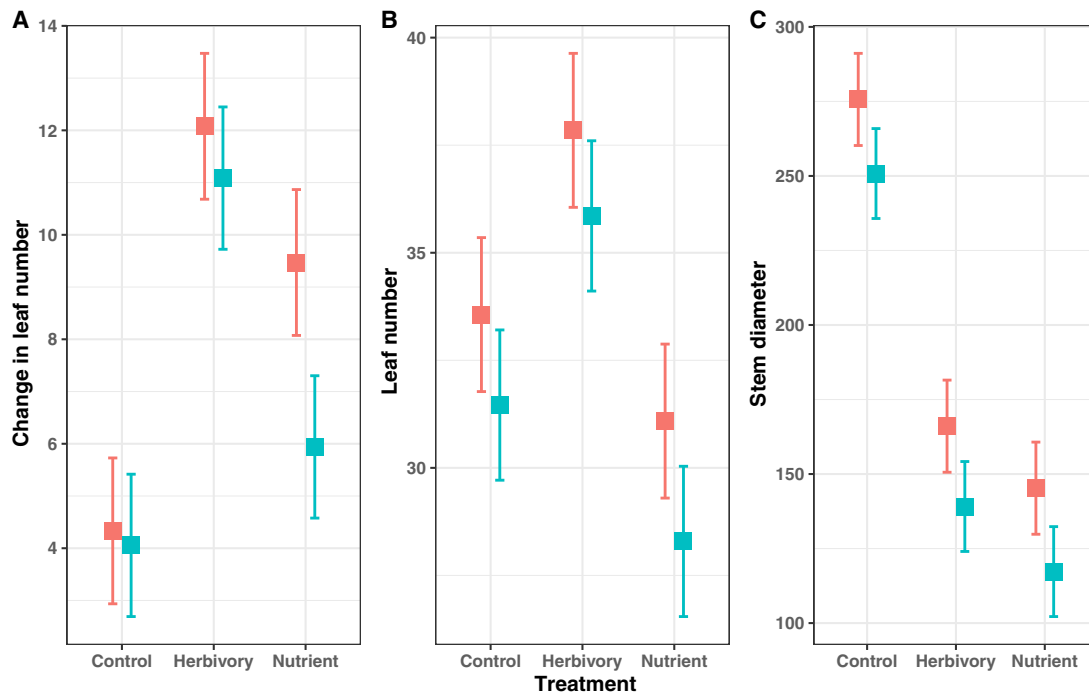 A
Change in leaf number
14
12
10
8
6
4
Control Herbivory Nutrient
B
Leaf number
40
35
30
Control Herbivory Nutrient
Treatment
C
Stem diameter
300
250
200
150
100
Control Herbivory Nutrient